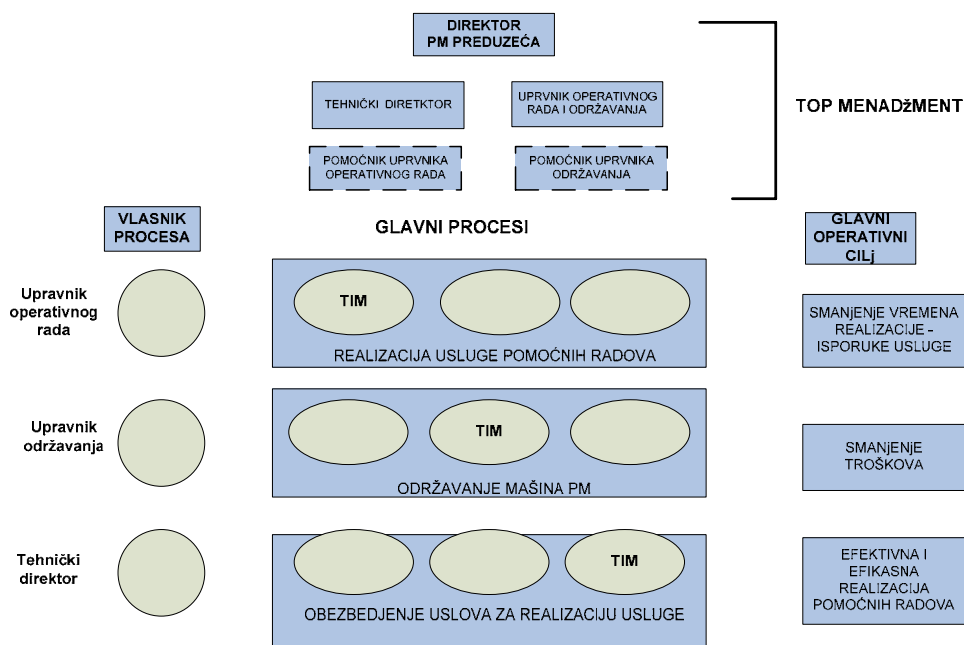 DIREKTOR
PM PREDUZEĆA
TEHNIČKI DIRETKTOR
UPRVNIK OPERATIVNOG
RADA I ODRŽAVANJA
TOP MENADžMENT
POMOĆNIK UPRVNIKA
OPERATIVNOG RADA
POMOĆNIK UPRVNIKA
ODRŽAVANJA
VLASNIK
PROCESA
GLAVNI PROCESI
GLAVNI
OPERATIVNI
CILj
Upravnik
operativnog
rada
TIM
REALIZACIJA USLUGE POMOĆNIH RADOVA
SMANjENjE VREMENA
REALIZACIJE -
ISPORUKE USLUGE
Upravnik
održavanja
TIM
ODRŽAVANJE MAŠINA PM
SMANjENjE
TROŠKOVA
Tehnički
direktor
TIM
OBEZBEDJENJE USLOVA ZA REALIZACIJU USLUGE
EFEKTIVNA I
EFIKASNA
REALIZACIJA
POMOĆNIH RADOVA